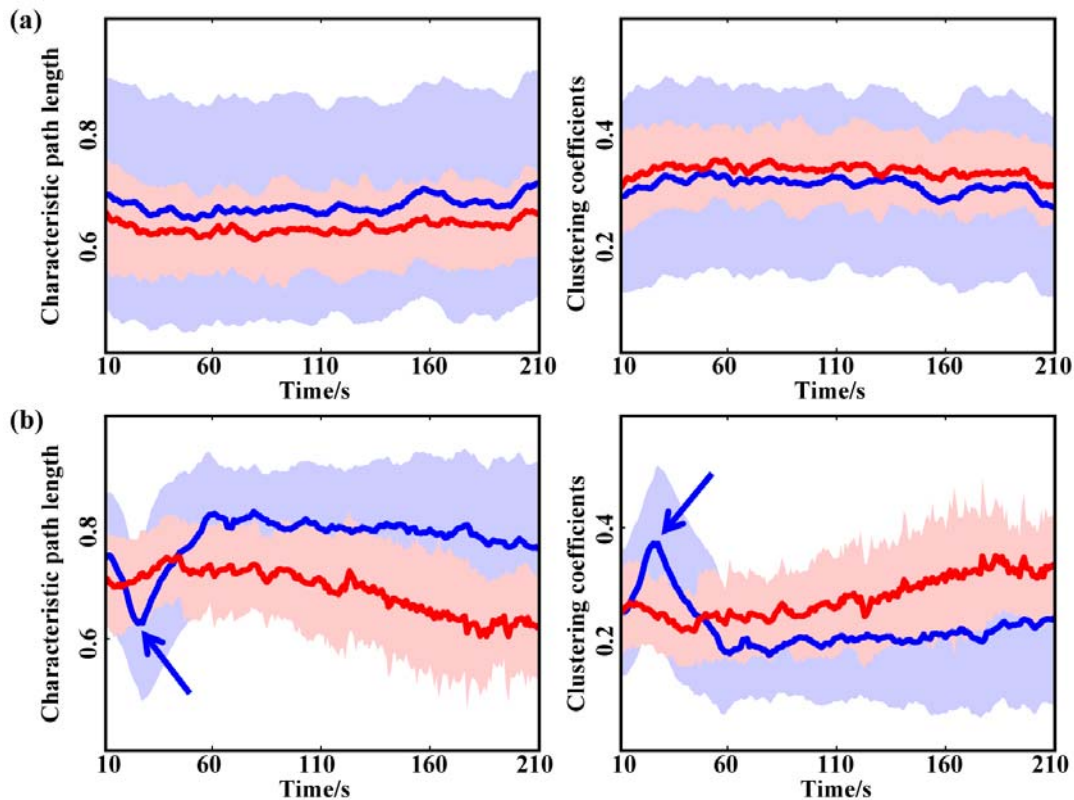 (a)
Characteristic path length
0.8
0.6
10 60 110 160 210
Time/s
Clustering coefficients
0.4
0.2
10 60 110 160 210
Time/s
(b)
Characteristic path length
0.8
0.6
10 60 110 160 210
Time/s
Clustering coefficients
0.4
0.2
10 60 110 160 210
Time/s